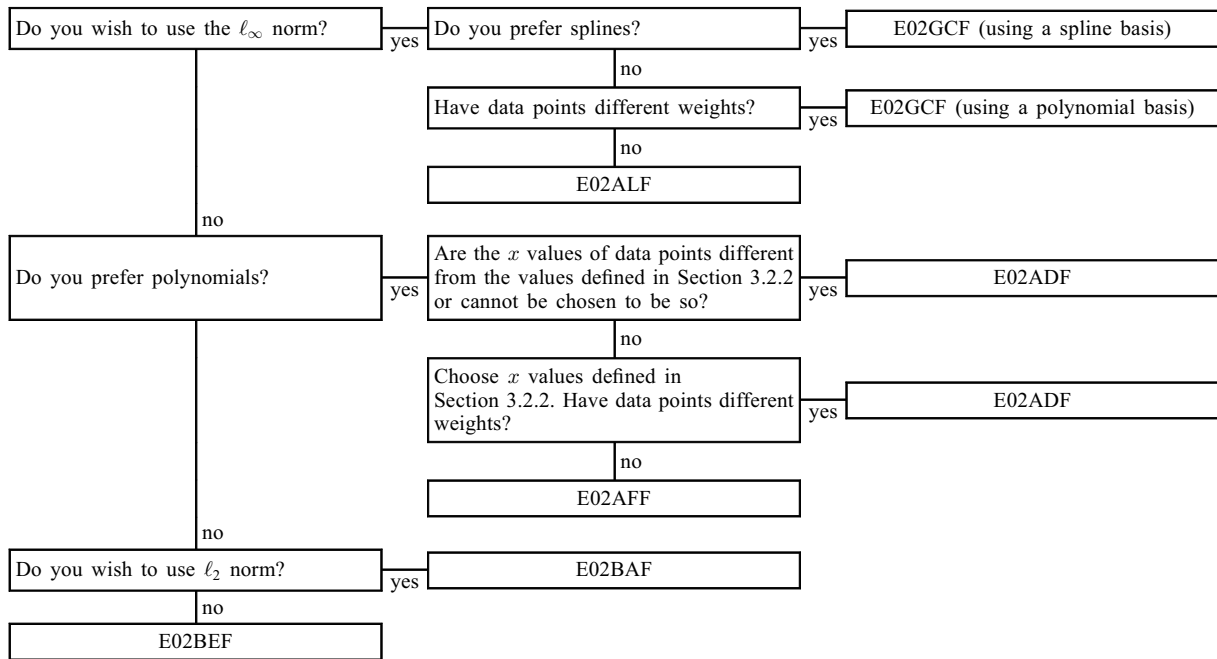 Do you wish to use the ℓ∞ norm?
yes
Do you prefer splines?
yes
E02GCF (using a spline basis)
no
Have data points different weights?
yes
E02GCF (using a polynomial basis)
no
E02ALF
no
Do you prefer polynomials?
yes
Are the x values of data points different
from the values defined in Section 3.2.2
or cannot be chosen to be so?
yes
E02ADF
no
Choose x values defined in
Section 3.2.2. Have data points different
weights?
yes
E02ADF
no
E02AFF
no
Do you wish to use ℓ2 norm?
yes
E02BAF
no
E02BEF